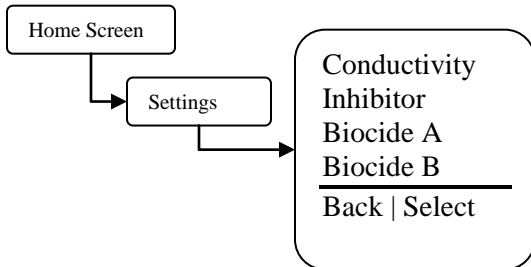 Home Screen
Settings
Conductivity
Inhibitor
Biocide A
Biocide B
Back | Select